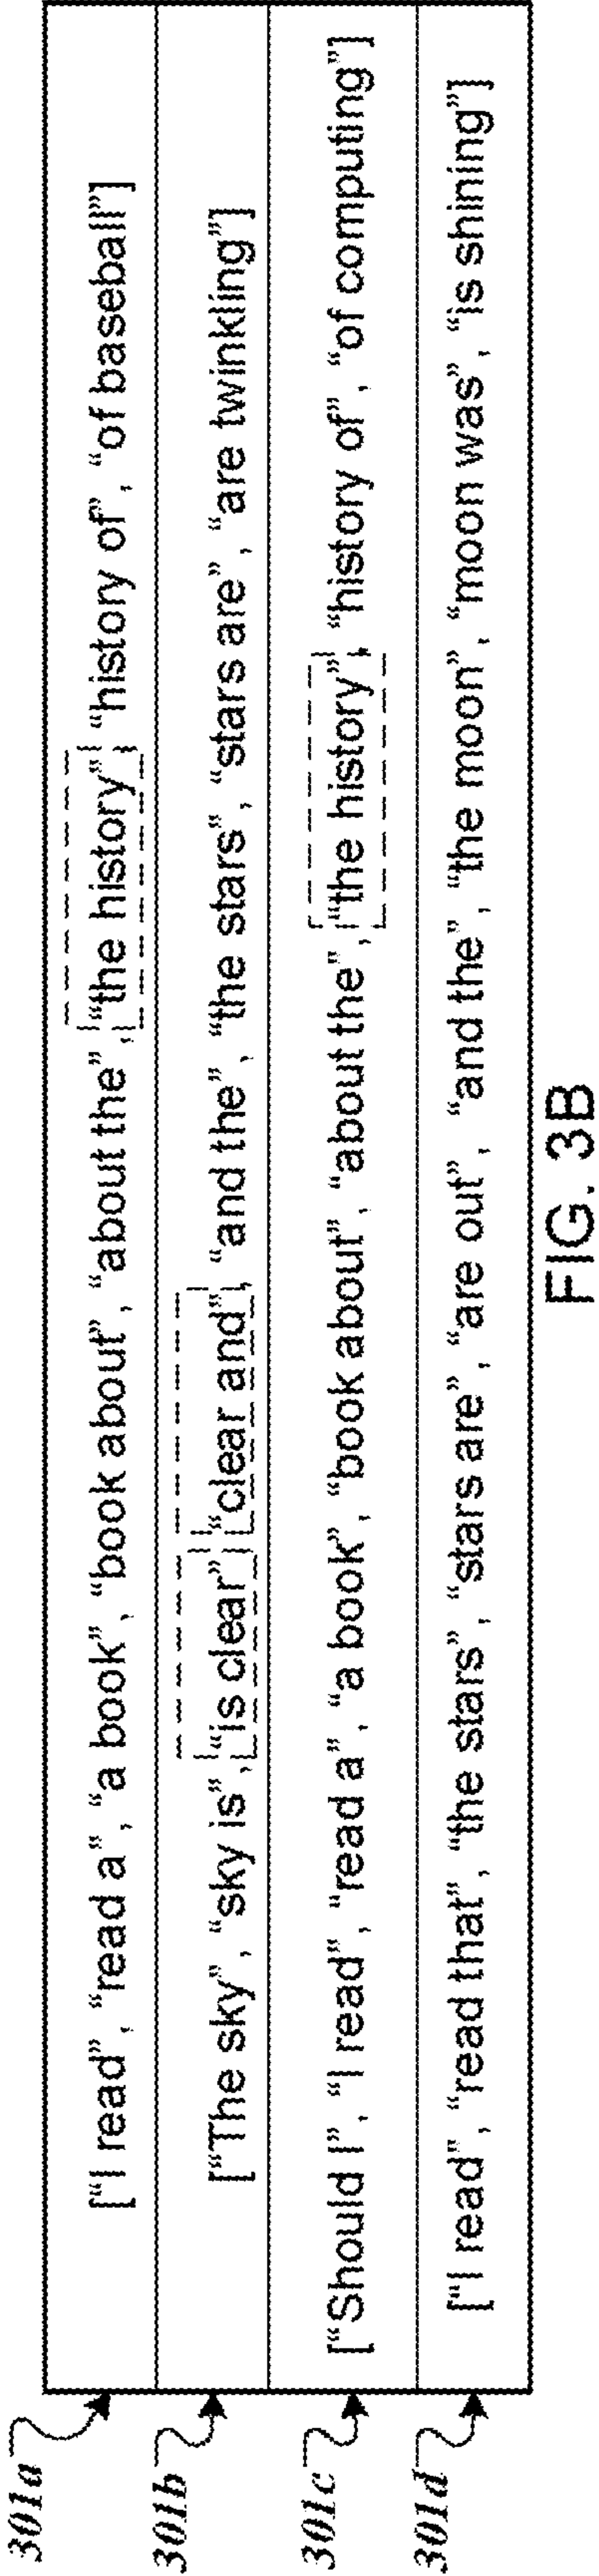 301a
["I read", "read a", "a book", "book about", "about the", "the history", "history of", "of baseball"]
301b
["The sky", "sky is", "is clear" "clear and", "and the", "the stars", "stars are", "are twinkling"]
301c
["Should I", "I read", "read a", "a book", "book about", "about the", "the history", "history of", "of computing"]
301d
["I read", "read that", "the stars", "stars are", "are out", "and the", "the moon", "moon was", "is shining"]
FIG. 3B